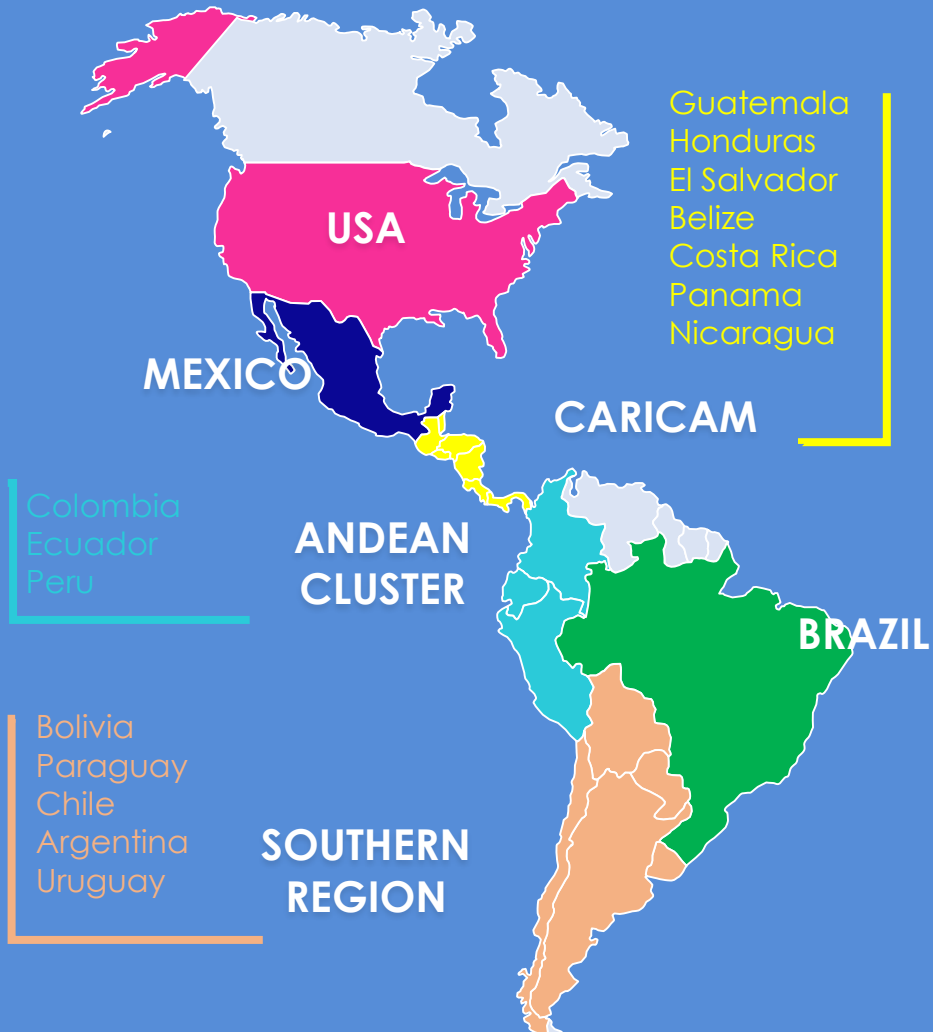 USA
MEXICO
Guatemala
Honduras
El Salvador
Belize
Costa Rica
Panama
Nicaragua
CARICAM
Colombia
Ecuador
Peru
ANDEAN
CLUSTER
BRAZIL
Bolivia
Paraguay
Chile
Argentina
Uruguay
SOUTHERN
REGION